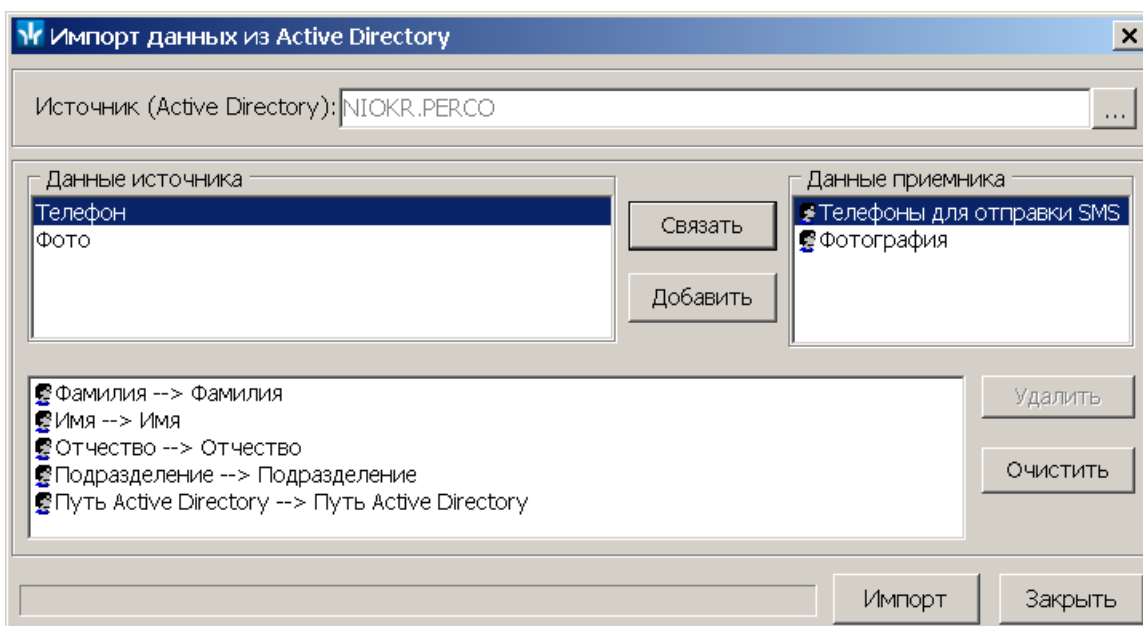 Импорт данных из Active Directory
Источник (Active Directory): NIOKR.PERCO ...
Данные источника
Телефон
Фото
Связать
Добавить
Данные приемника
Телефоны для отправки SMS
Фотография
Фамилия --> Фамилия
Имя --> Имя
Отчество --> Отчество
Подразделение --> Подразделение
Путь Active Directory --> Путь Active Directory
Удалить
Очистить
Импорт
Закрыть